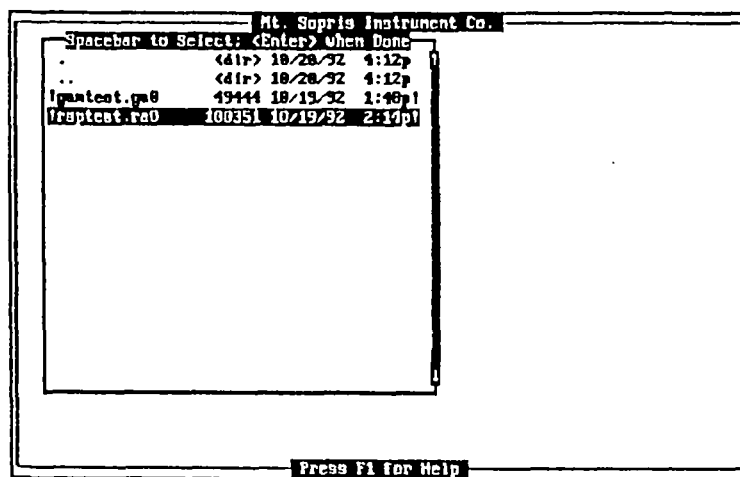 Mt. Sopris Instrument Co.
Spacebar to Select; <Enter> when Done
. <dir> 10/20/92 4:12p
.. <dir> 10/20/92 4:12p
!gamtest.ga0 49444 10/19/92 1:40p!
!raptest.ra0 100351 10/19/92 2:14p!
Press F1 for Help